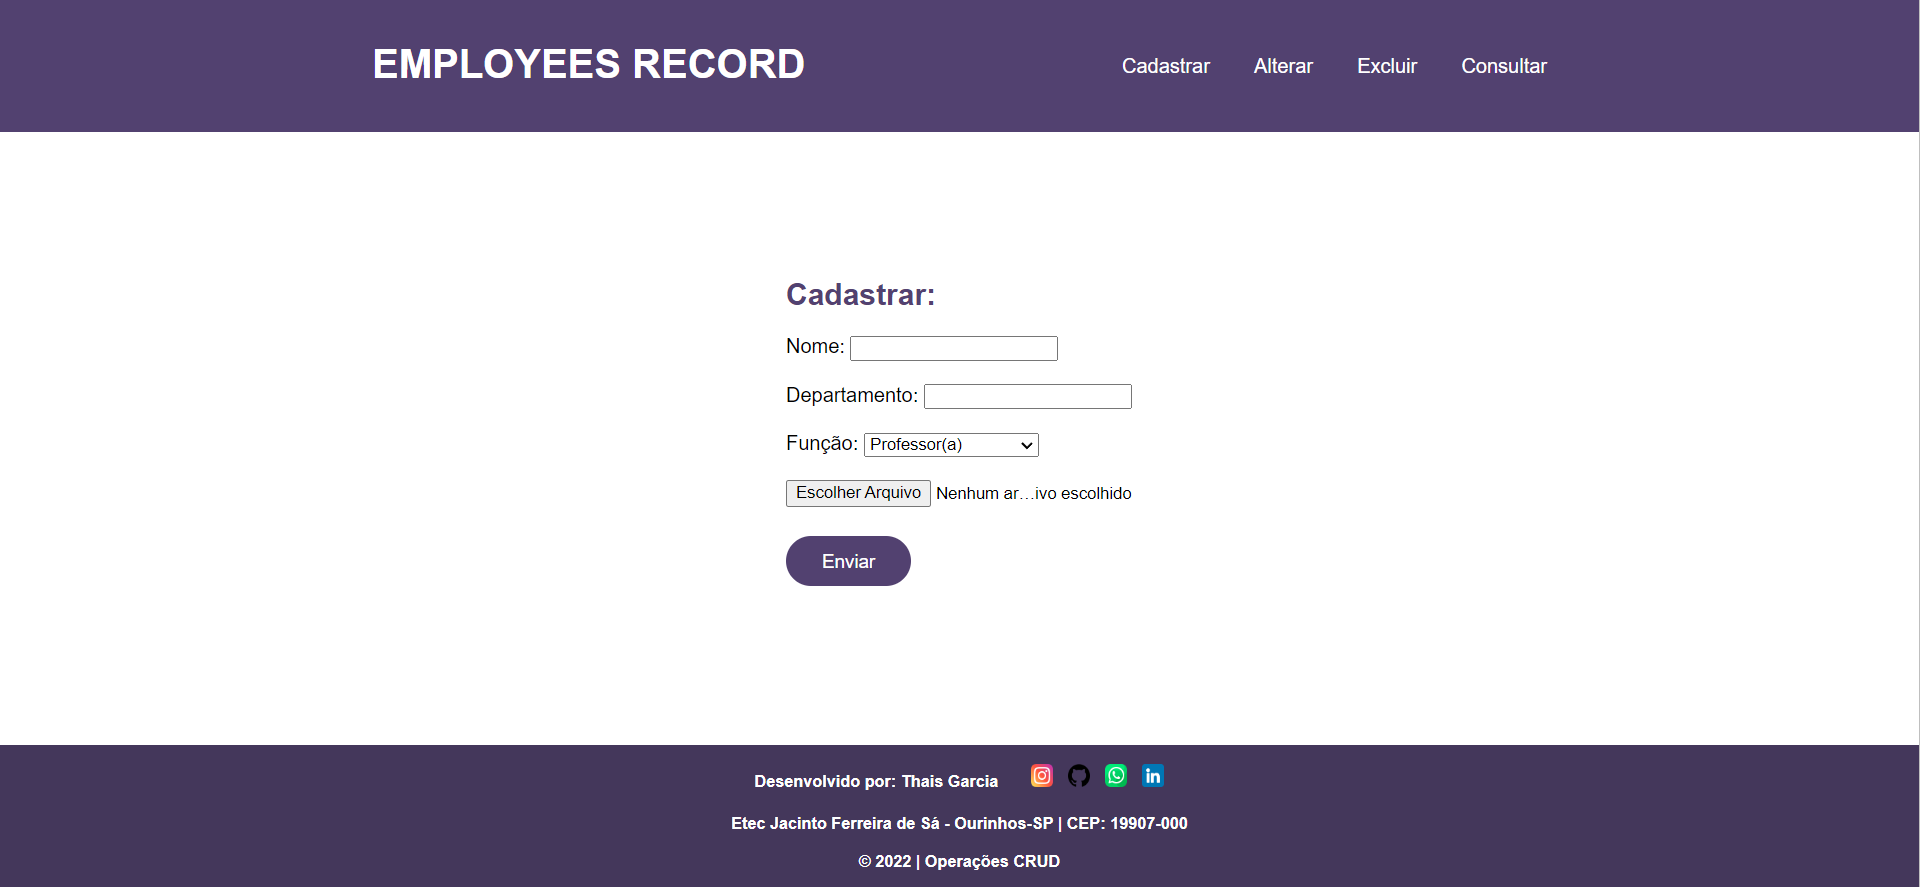 EMPLOYEES RECORD
Cadastrar Alterar Excluir Consultar
Cadastrar:
Nome:
Departamento:
Função: Professor(a)
Escolher Arquivo Nenhum ar…ivo escolhido
Enviar
Desenvolvido por: Thais Garcia
Etec Jacinto Ferreira de Sá - Ourinhos-SP | CEP: 19907-000
© 2022 | Operações CRUD